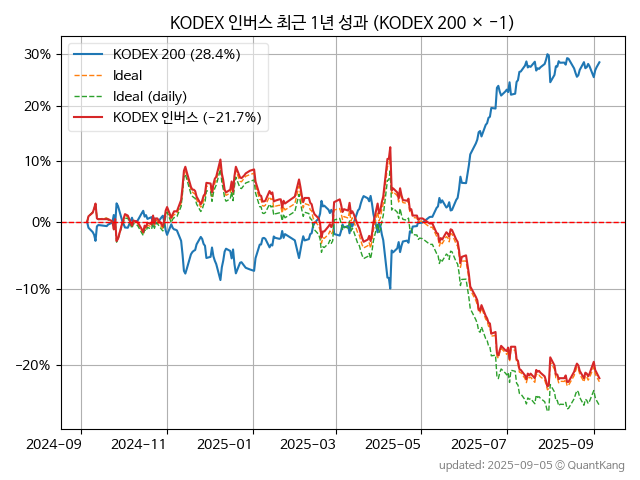 KODEX 인버스 최근 1년 성과 (KODEX 200 × −1)
KODEX 200 (28.4%)
Ideal
Ideal (daily)
KODEX 인버스 (−21.7%)
30%
20%
10%
0%
−10%
−20%
2024-09
2024-11
2025-01
2025-03
2025-05
2025-07
2025-09
updated: 2025-09-05 © QuantKang